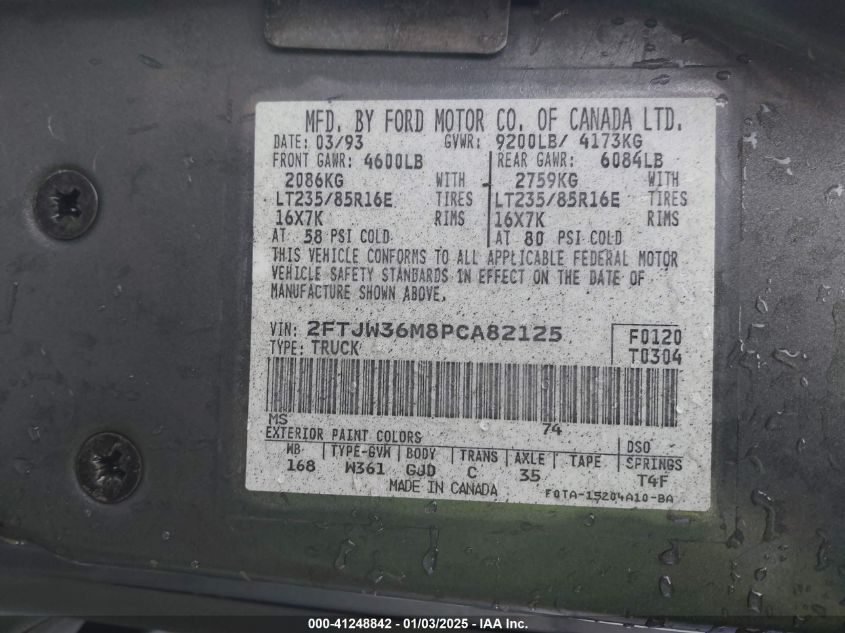 MFD. BY FORD MOTOR CO. OF CANADA LTD.
DATE: 03/93 GVWR: 9200LB/ 4173KG
FRONT GAWR: 4600LB REAR GAWR: 6084LB
2086KG WITH 2759KG WITH
LT235/85R16E TIRES LT235/85R16E TIRES
16X7K RIMS 16X7K RIMS
AT 58 PSI COLD AT 80 PSI COLD
THIS VEHICLE CONFORMS TO ALL APPLICABLE FEDERAL MOTOR
VEHICLE SAFETY STANDARDS IN EFFECT ON THE DATE OF
MANUFACTURE SHOWN ABOVE.
VIN: 2FTJW36M8PCA82125 F0120
TYPE: TRUCK T0304
MS 74
EXTERIOR PAINT COLORS DSO
WB TYPE-GVW BODY TRANS AXLE TAPE SPRINGS
168 W361 GJD C 35 T4F
MADE IN CANADA FOTA-15204A10-BA
000-41248842 - 01/03/2025 - IAA Inc.